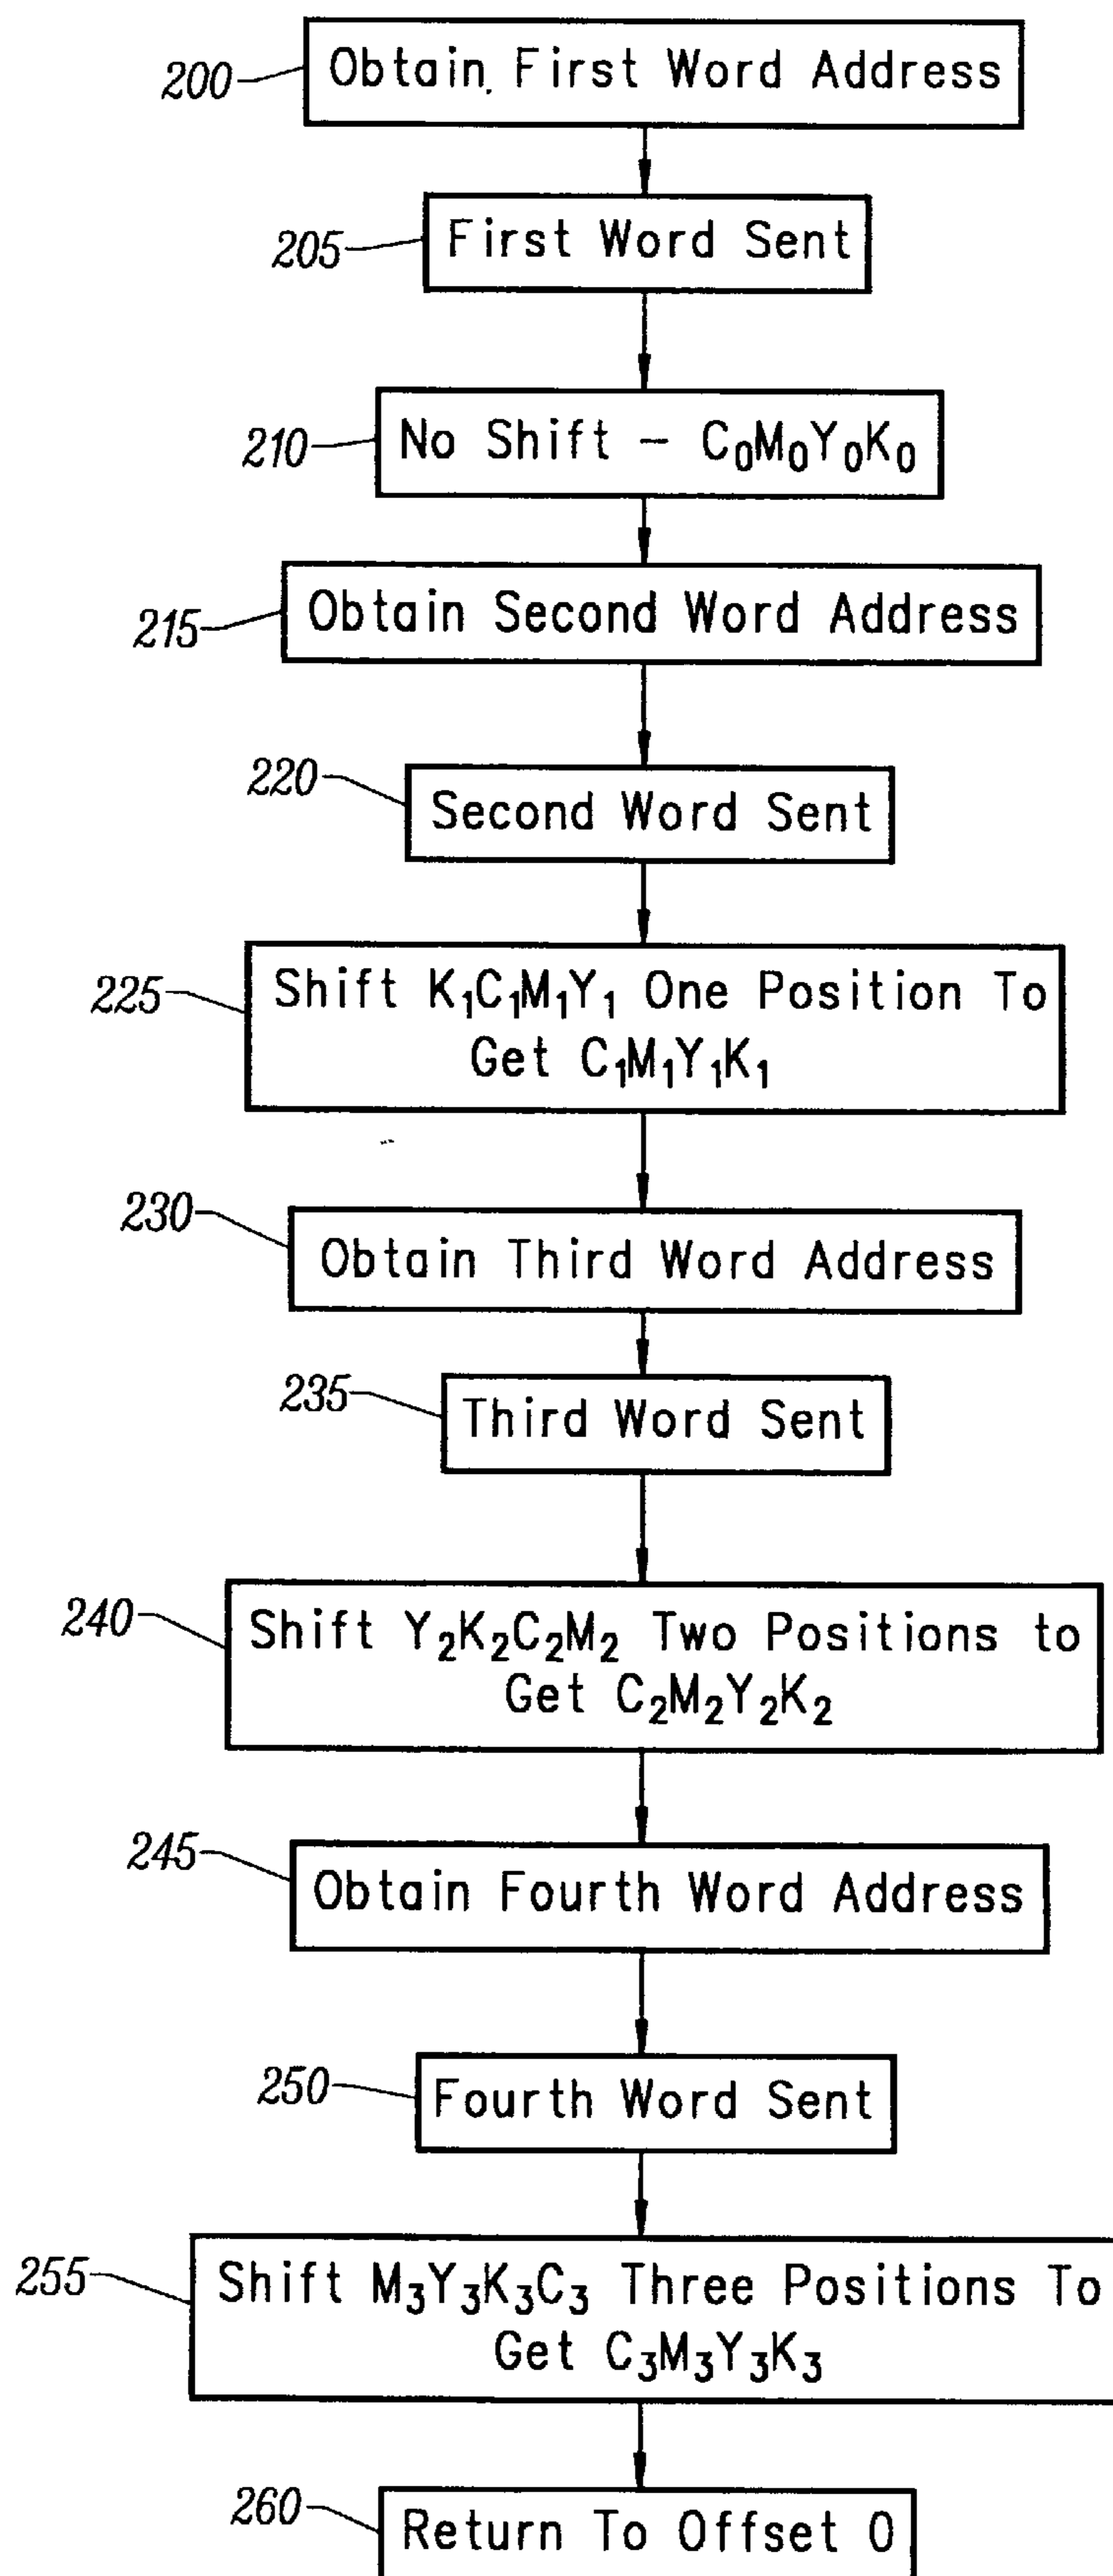 200 Obtain First Word Address
205 First Word Sent
210 No Shift – C₀M₀Y₀K₀
215 Obtain Second Word Address
220 Second Word Sent
225 Shift K₁C₁M₁Y₁ One Position To
Get C₁M₁Y₁K₁
230 Obtain Third Word Address
235 Third Word Sent
240 Shift Y₂K₂C₂M₂ Two Positions to
Get C₂M₂Y₂K₂
245 Obtain Fourth Word Address
250 Fourth Word Sent
255 Shift M₃Y₃K₃C₃ Three Positions To
Get C₃M₃Y₃K₃
260 Return To Offset 0